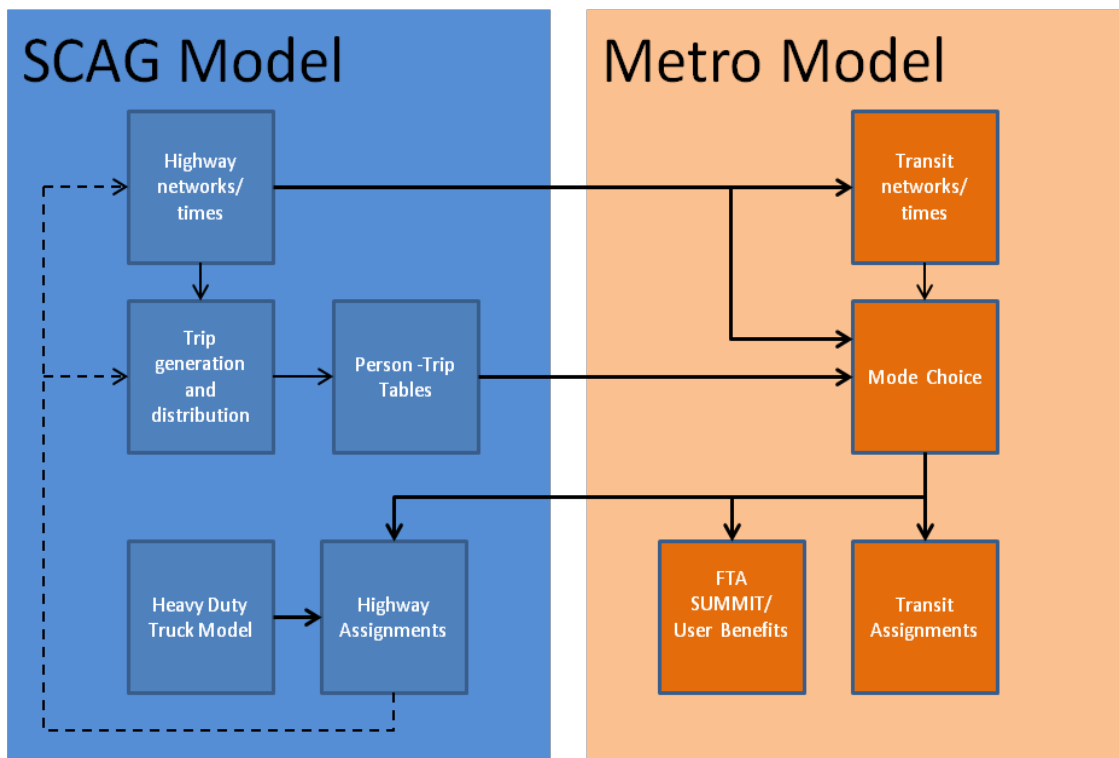 SCAG Model
Metro Model
Highway
networks/
times
Transit
networks/
times
Trip
generation
and
distribution
Person -Trip
Tables
Mode Choice
Heavy Duty
Truck Model
Highway
Assignments
FTA
SUMMIT/
User Benefits
Transit
Assignments